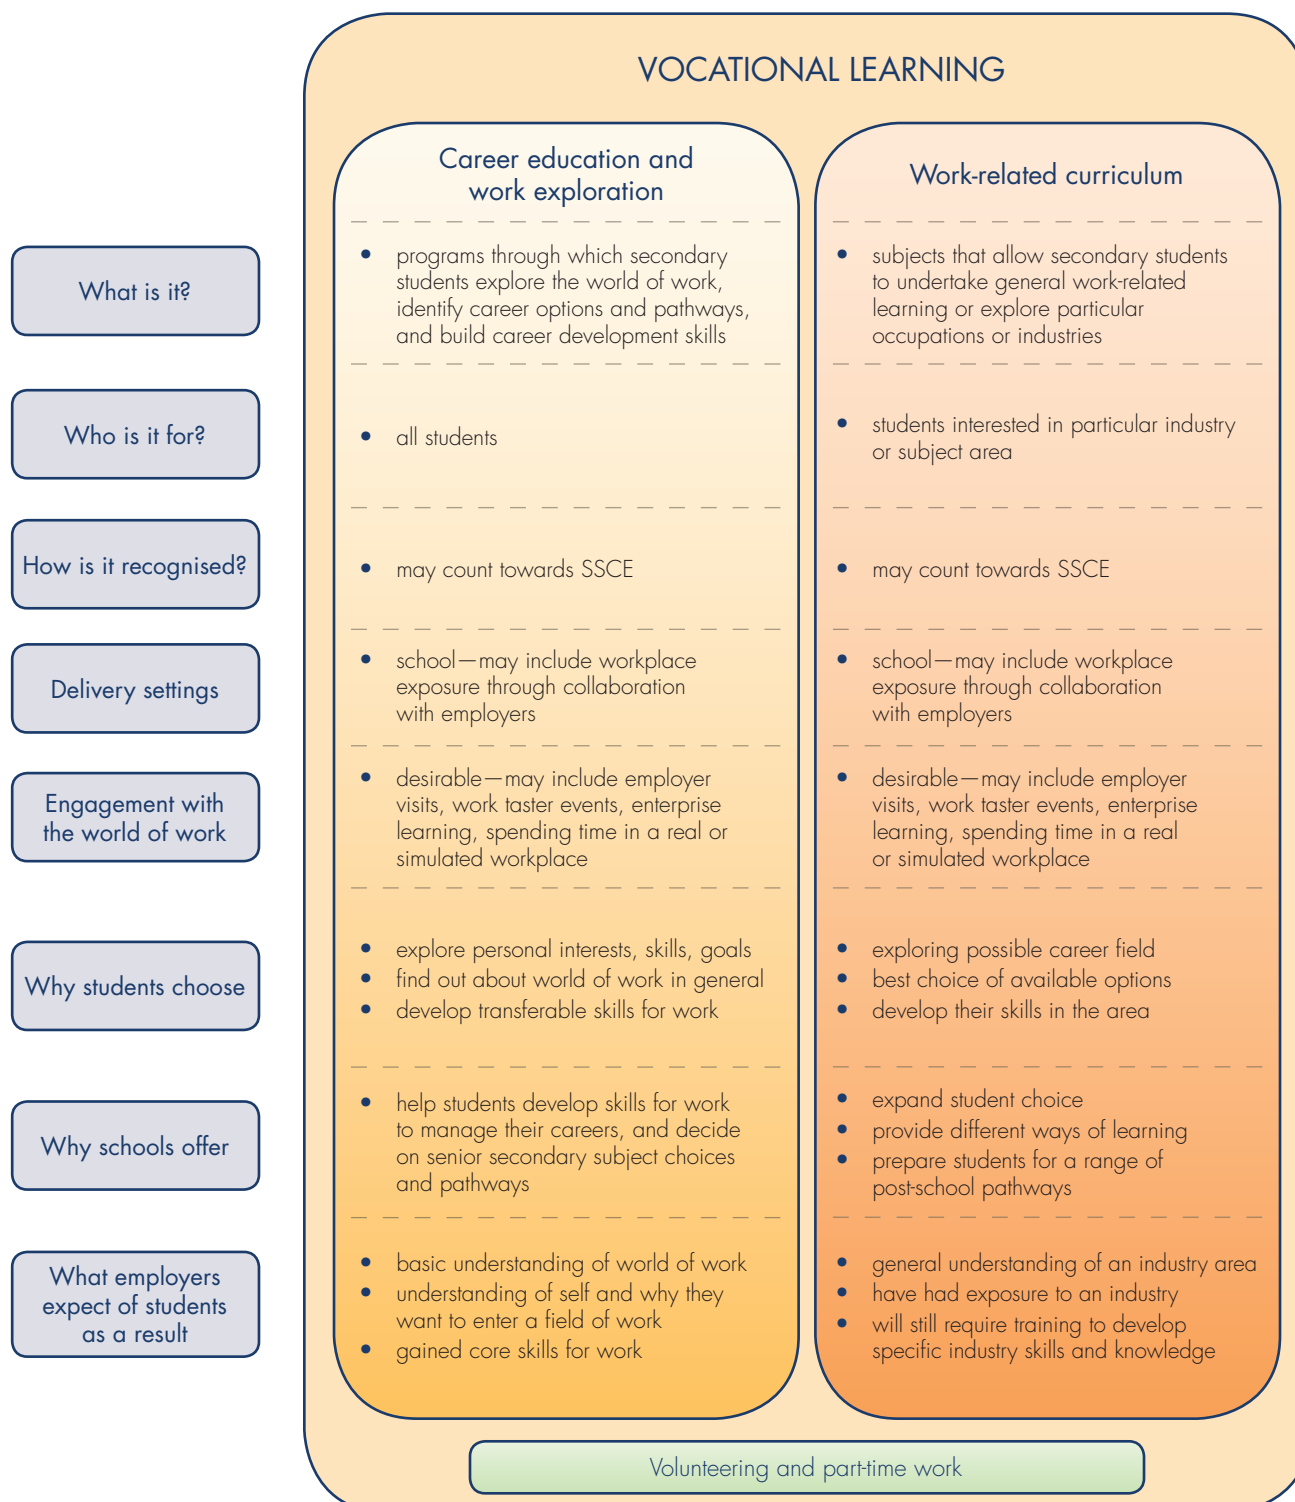 VOCATIONAL LEARNING
Career education and
work exploration
Work-related curriculum
What is it?
• programs through which secondary
students explore the world of work,
identify career options and pathways,
and build career development skills
• subjects that allow secondary students
to undertake general work-related
learning or explore particular
occupations or industries
Who is it for?
• all students
• students interested in particular industry
or subject area
How is it recognised?
• may count towards SSCE
• may count towards SSCE
Delivery settings
• school—may include workplace
exposure through collaboration
with employers
• school—may include workplace
exposure through collaboration
with employers
Engagement with
the world of work
• desirable—may include employer
visits, work taster events, enterprise
learning, spending time in a real or
simulated workplace
• desirable—may include employer
visits, work taster events, enterprise
learning, spending time in a real
or simulated workplace
Why students choose
• explore personal interests, skills, goals
• find out about world of work in general
• develop transferable skills for work
• exploring possible career field
• best choice of available options
• develop their skills in the area
Why schools offer
• help students develop skills for work
to manage their careers, and decide
on senior secondary subject choices
and pathways
• expand student choice
• provide different ways of learning
• prepare students for a range of
post-school pathways
What employers
expect of students
as a result
• basic understanding of world of work
• understanding of self and why they
want to enter a field of work
• gained core skills for work
• general understanding of an industry area
• have had exposure to an industry
• will still require training to develop
specific industry skills and knowledge
Volunteering and part-time work